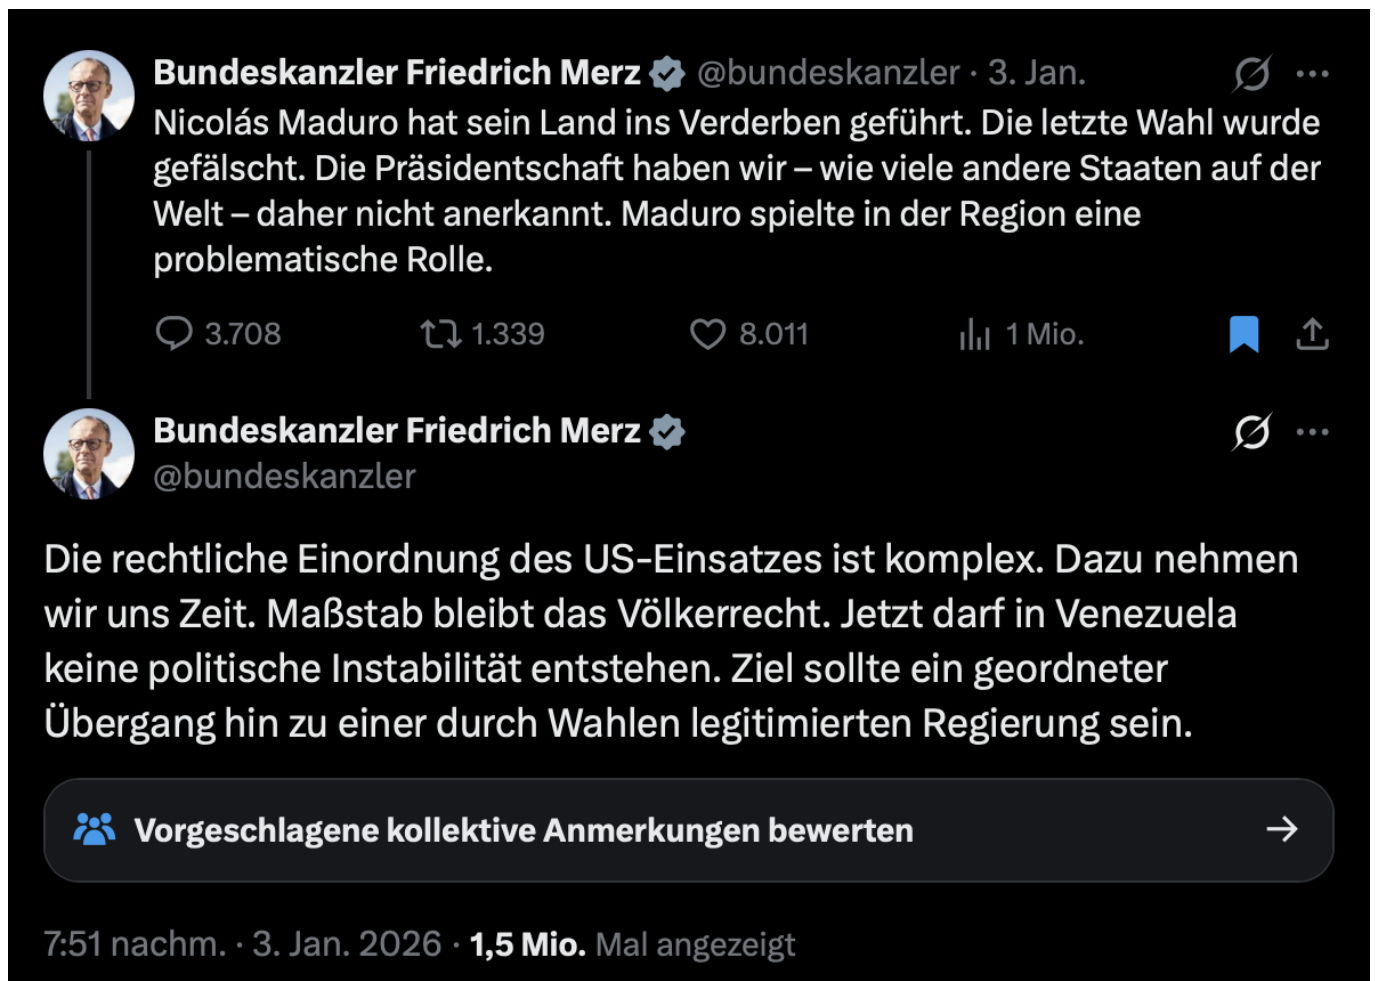 Bundeskanzler Friedrich Merz @bundeskanzler · 3. Jan.
Nicolás Maduro hat sein Land ins Verderben geführt. Die letzte Wahl wurde
gefälscht. Die Präsidentschaft haben wir – wie viele andere Staaten auf der
Welt – daher nicht anerkannt. Maduro spielte in der Region eine
problematische Rolle.
3.708 1.339 8.011 1 Mio.
Bundeskanzler Friedrich Merz
@bundeskanzler
Die rechtliche Einordnung des US-Einsatzes ist komplex. Dazu nehmen
wir uns Zeit. Maßstab bleibt das Völkerrecht. Jetzt darf in Venezuela
keine politische Instabilität entstehen. Ziel sollte ein geordneter
Übergang hin zu einer durch Wahlen legitimierten Regierung sein.
Vorgeschlagene kollektive Anmerkungen bewerten
7:51 nachm. · 3. Jan. 2026 · 1,5 Mio. Mal angezeigt